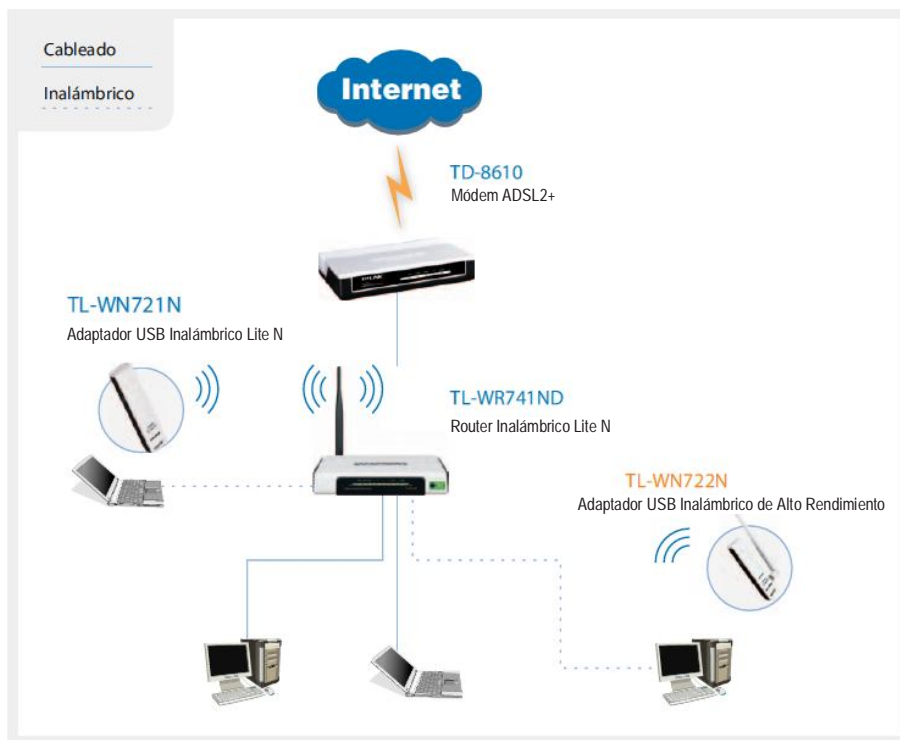 Cableado
Inalámbrico
Internet
TD-8610
Módem ADSL2+
TL-WN721N
Adaptador USB Inalámbrico Lite N
TL-WR741ND
Router Inalámbrico Lite N
TL-WN722N
Adaptador USB Inalámbrico de Alto Rendimiento